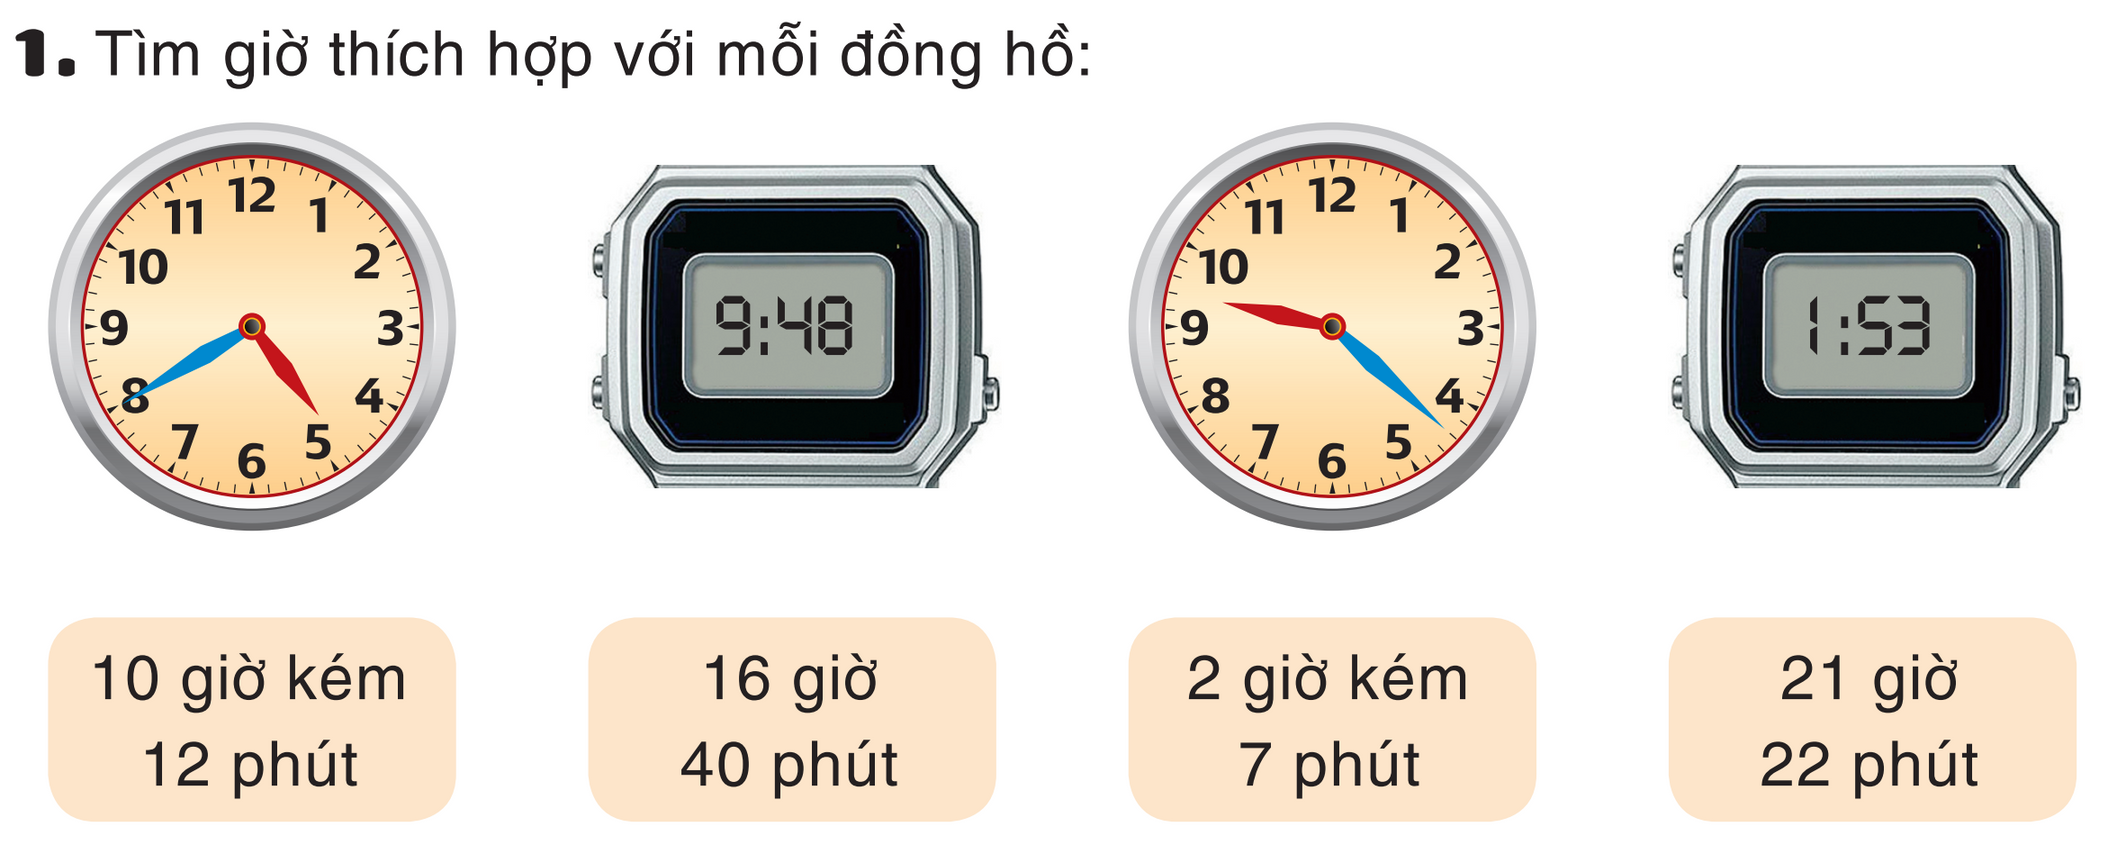 1. Tìm giờ thích hợp với mỗi đồng hồ:
12
11 1
10 2
9 3
8 4
7 5
6
9:48
12
11 1
10 2
9 3
8 4
7 5
6
1:53
10 giờ kém
12 phút
16 giờ
40 phút
2 giờ kém
7 phút
21 giờ
22 phút